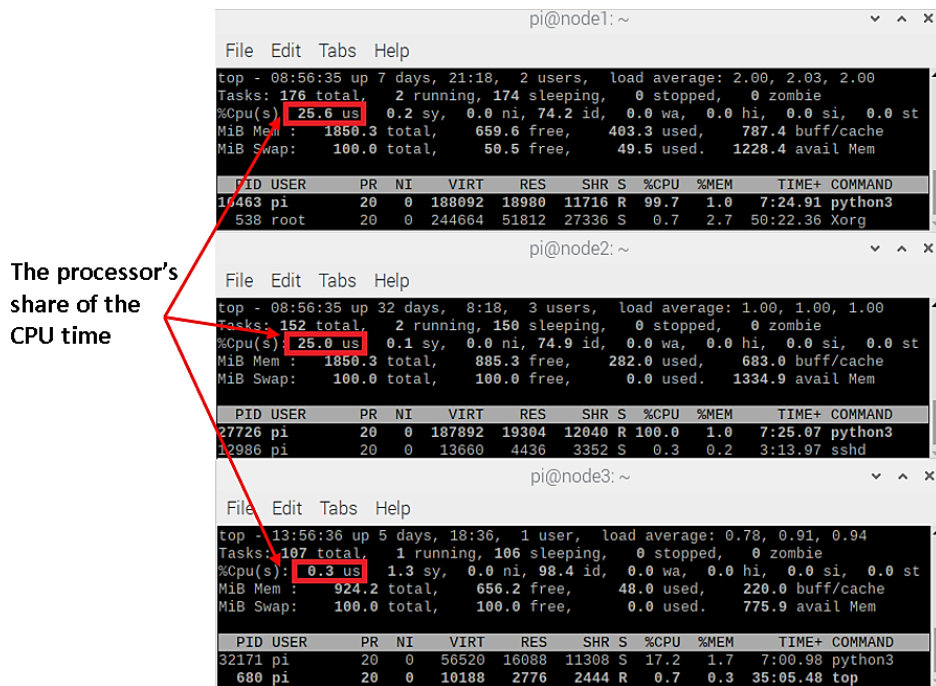 pi@node1: ~
File Edit Tabs Help
top - 08:56:35 up 7 days, 21:18, 2 users, load average: 2.00, 2.03, 2.00
Tasks: 176 total, 2 running, 174 sleeping, 0 stopped, 0 zombie
%Cpu(s) 25.6 us 0.2 sy, 0.0 ni, 74.2 id, 0.0 wa, 0.0 hi, 0.0 si, 0.0 st
MiB Mem : 1850.3 total, 659.6 free, 403.3 used, 787.4 buff/cache
MiB Swap: 100.0 total, 50.5 free, 49.5 used. 1228.4 avail Mem
PID USER PR NI VIRT RES SHR S %CPU %MEM TIME+ COMMAND
10463 pi 20 0 188092 18980 11716 R 99.7 1.0 7:24.91 python3
538 root 20 0 244664 51812 27336 S 0.7 2.7 50:22.36 Xorg
The processor's
share of the
CPU time
pi@node2: ~
File Edit Tabs Help
top - 08:56:35 up 32 days, 8:18, 3 users, load average: 1.00, 1.00, 1.00
Tasks: 152 total, 2 running, 150 sleeping, 0 stopped, 0 zombie
%Cpu(s): 25.0 us 0.1 sy, 0.0 ni, 74.9 id, 0.0 wa, 0.0 hi, 0.0 si, 0.0 st
MiB Mem : 1850.3 total, 885.3 free, 282.0 used, 683.0 buff/cache
MiB Swap: 100.0 total, 100.0 free, 0.0 used. 1334.9 avail Mem
PID USER PR NI VIRT RES SHR S %CPU %MEM TIME+ COMMAND
27726 pi 20 0 187892 19304 12040 R 100.0 1.0 7:25.07 python3
12986 pi 20 0 13660 4436 3352 S 0.3 0.2 3:13.97 sshd
pi@node3: ~
File Edit Tabs Help
top - 13:56:36 up 5 days, 18:36, 1 user, load average: 0.78, 0.91, 0.94
Tasks: 107 total, 1 running, 106 sleeping, 0 stopped, 0 zombie
%Cpu(s): 0.3 us 1.3 sy, 0.0 ni, 98.4 id, 0.0 wa, 0.0 hi, 0.0 si, 0.0 st
MiB Mem : 924.2 total, 656.2 free, 48.0 used, 220.0 buff/cache
MiB Swap: 100.0 total, 100.0 free, 0.0 used. 775.9 avail Mem
PID USER PR NI VIRT RES SHR S %CPU %MEM TIME+ COMMAND
32171 pi 20 0 56520 16088 11308 S 17.2 1.7 7:00.98 python3
680 pi 20 0 10188 2776 2444 R 0.7 0.3 35:05.48 top